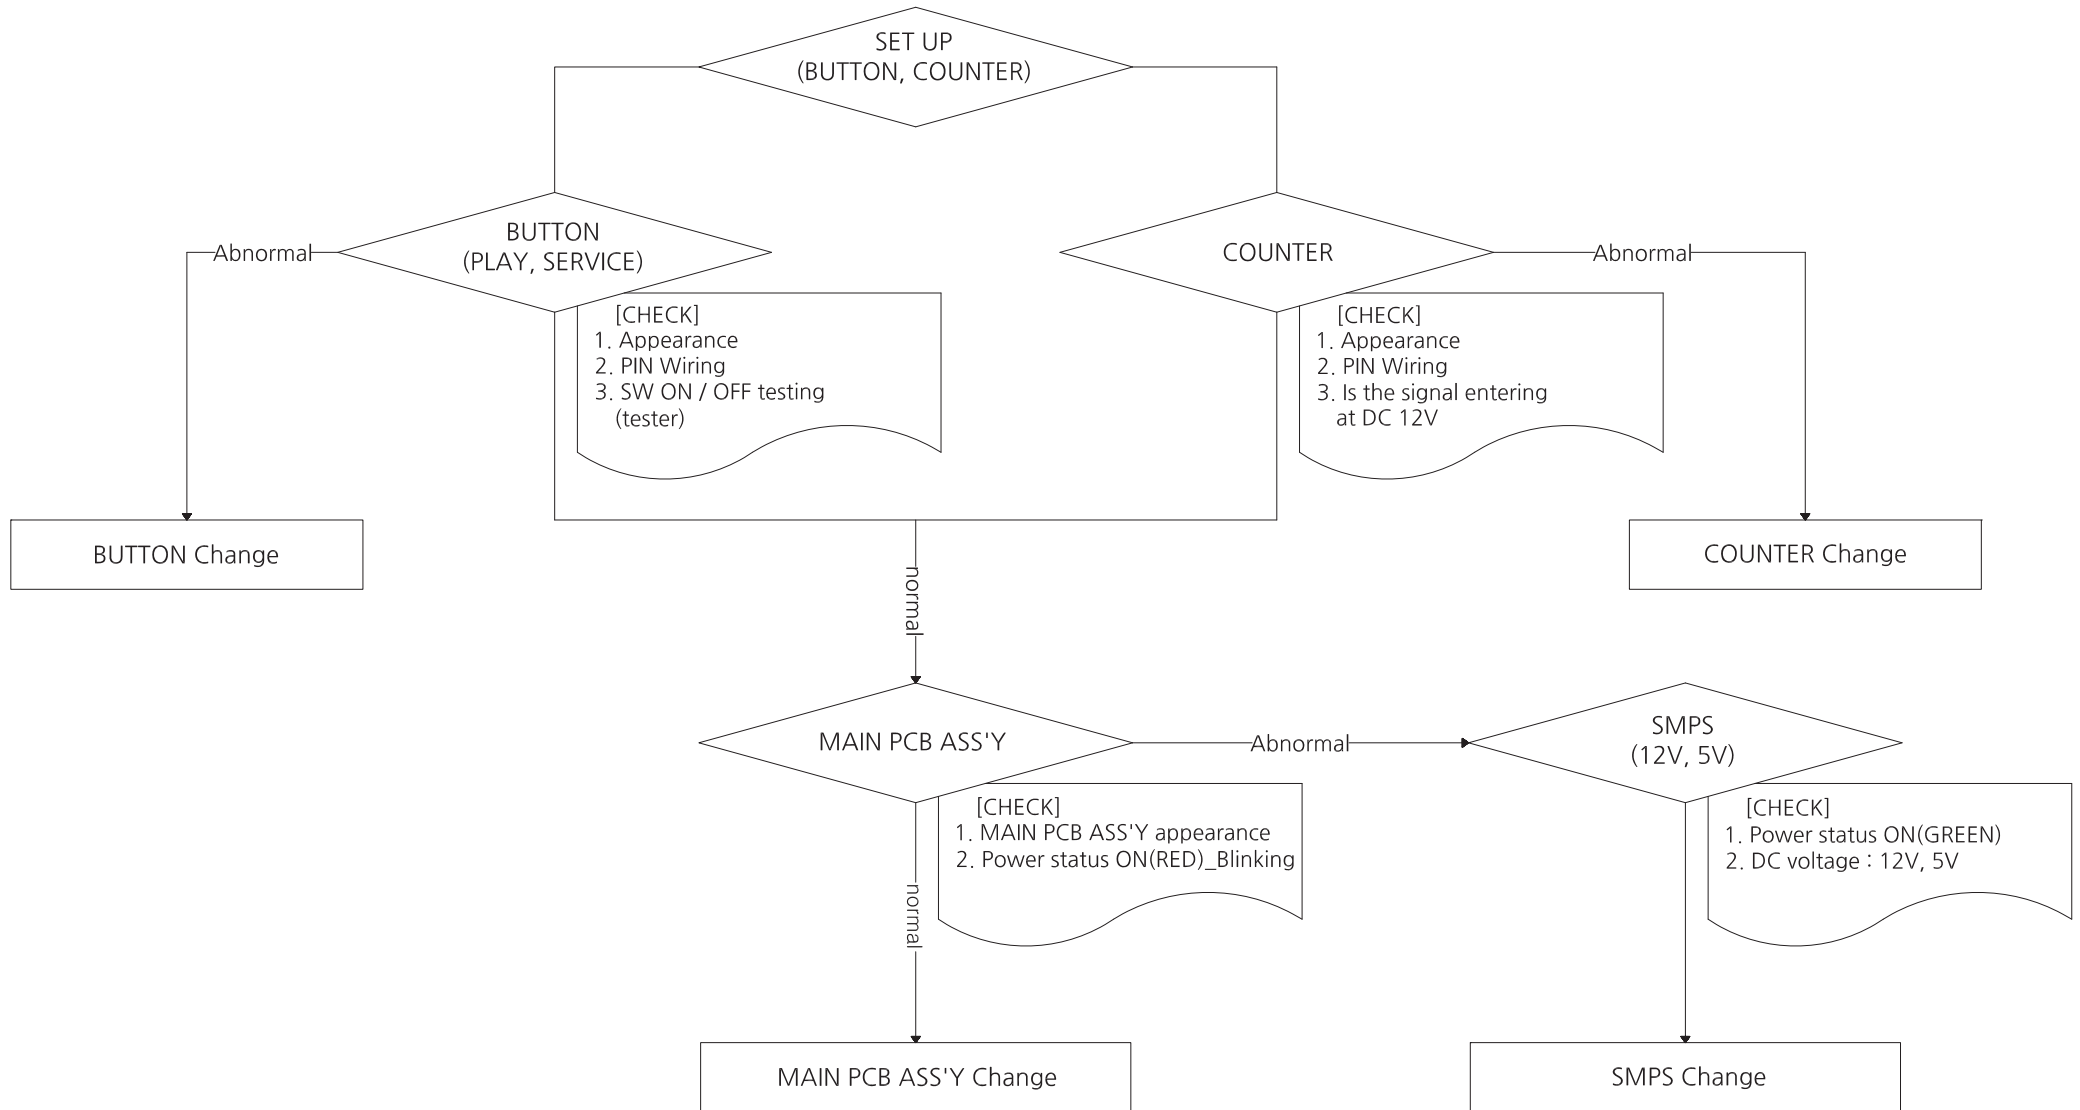 SET UP
(BUTTON, COUNTER)
BUTTON
(PLAY, SERVICE)
Abnormal
COUNTER
Abnormal
[CHECK]
1. Appearance
2. PIN Wiring
3. SW ON / OFF testing
(tester)
[CHECK]
1. Appearance
2. PIN Wiring
3. Is the signal entering
at DC 12V
BUTTON Change
COUNTER Change
normal
MAIN PCB ASS'Y
Abnormal
SMPS
(12V, 5V)
[CHECK]
1. MAIN PCB ASS'Y appearance
2. Power status ON(RED)_Blinking
[CHECK]
1. Power status ON(GREEN)
2. DC voltage : 12V, 5V
normal
MAIN PCB ASS'Y Change
SMPS Change